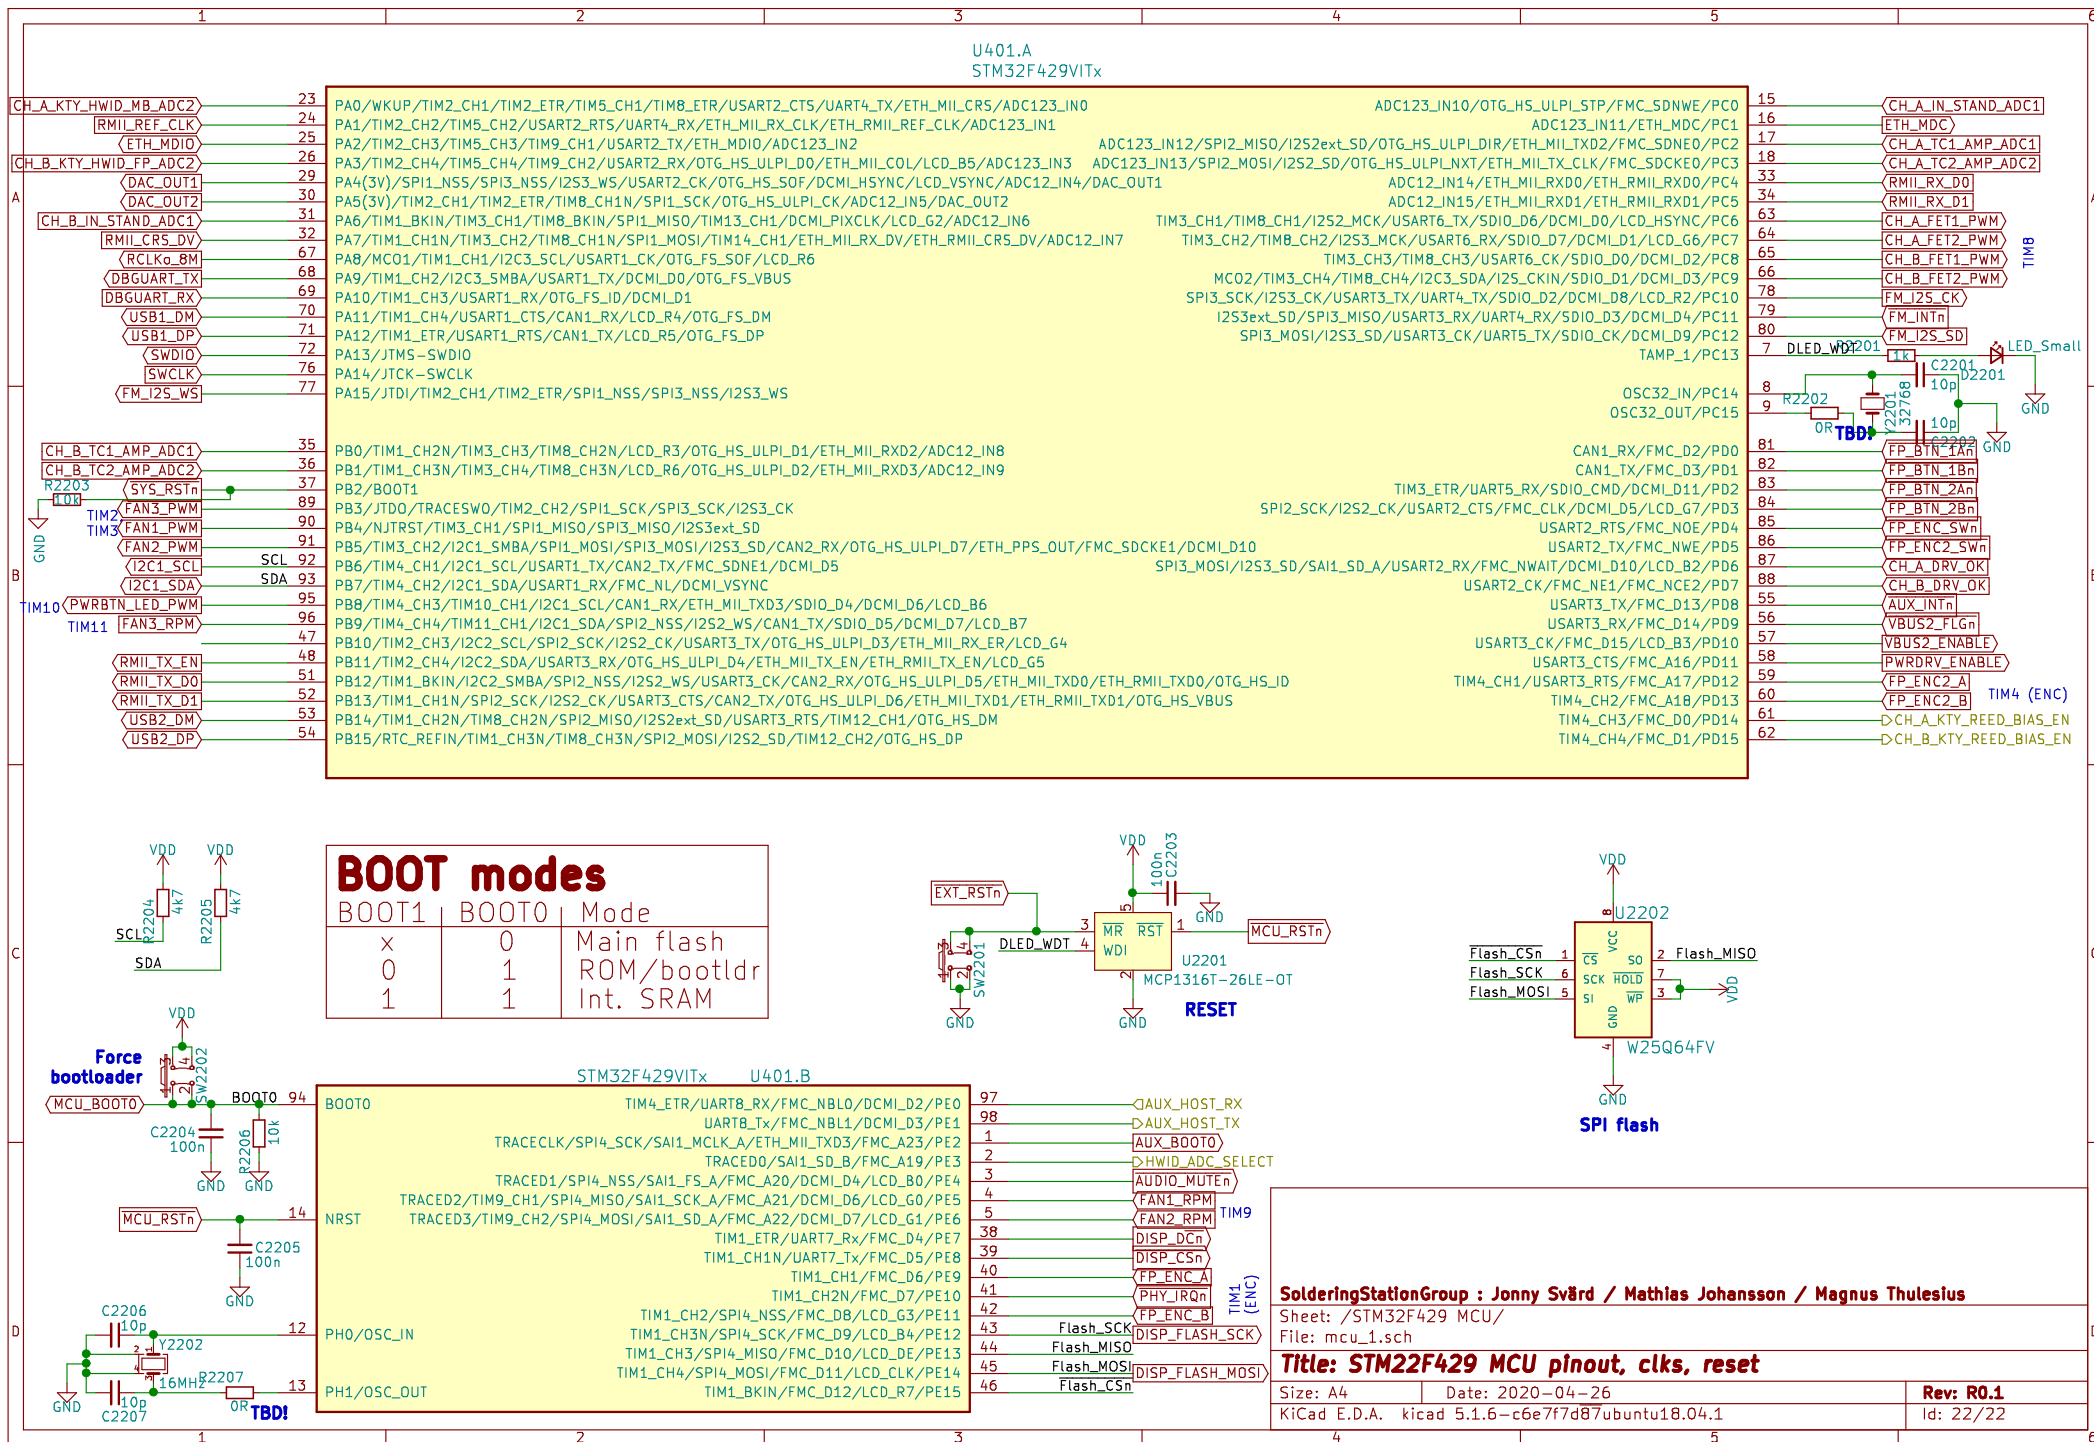 1 2 3 4 5 6
U401.A
STM32F429VITx
CH_A_KTY_HWID_MB_ADC2 23 PA0/WKUP/TIM2_CH1/TIM2_ETR/TIM5_CH1/TIM8_ETR/USART2_CTS/UART4_TX/ETH_MII_CRS/ADC123_IN0
RMII_REF_CLK 24 PA1/TIM2_CH2/TIM5_CH2/USART2_RTS/UART4_RX/ETH_MII_RX_CLK/ETH_RMII_REF_CLK/ADC123_IN1
ETH_MDIO 25 PA2/TIM2_CH3/TIM5_CH3/TIM9_CH1/USART2_TX/ETH_MDIO/ADC123_IN2
CH_B_KTY_HWID_FP_ADC2 26 PA3/TIM2_CH4/TIM5_CH4/TIM9_CH2/USART2_RX/OTG_HS_ULPI_D0/ETH_MII_COL/LCD_B5/ADC123_IN3
DAC_OUT1 29 PA4(3V)/SPI1_NSS/SPI3_NSS/I2S3_WS/USART2_CK/OTG_HS_SOF/DCMI_HSYNC/LCD_VSYNC/ADC12_IN4/DAC_OUT1
DAC_OUT2 30 PA5(3V)/TIM2_CH1/TIM2_ETR/TIM8_CH1N/SPI1_SCK/OTG_HS_ULPI_CK/ADC12_IN5/DAC_OUT2
CH_B_IN_STAND_ADC1 31 PA6/TIM1_BKIN/TIM3_CH1/TIM8_BKIN/SPI1_MISO/TIM13_CH1/DCMI_PIXCLK/LCD_G2/ADC12_IN6
RMII_CRS_DV 32 PA7/TIM1_CH1N/TIM3_CH2/TIM8_CH1N/SPI1_MOSI/TIM14_CH1/ETH_MII_RX_DV/ETH_RMII_CRS_DV/ADC12_IN7
RCLKo_8M 67 PA8/MCO1/TIM1_CH1/I2C3_SCL/USART1_CK/OTG_FS_SOF/LCD_R6
DBGUART_TX 68 PA9/TIM1_CH2/I2C3_SMBA/USART1_TX/DCMI_D0/OTG_FS_VBUS
DBGUART_RX 69 PA10/TIM1_CH3/USART1_RX/OTG_FS_ID/DCMI_D1
USB1_DM 70 PA11/TIM1_CH4/USART1_CTS/CAN1_RX/LCD_R4/OTG_FS_DM
USB1_DP 71 PA12/TIM1_ETR/USART1_RTS/CAN1_TX/LCD_R5/OTG_FS_DP
SWDIO 72 PA13/JTMS-SWDIO
SWCLK 76 PA14/JTCK-SWCLK
FM_I2S_WS 77 PA15/JTDI/TIM2_CH1/TIM2_ETR/SPI1_NSS/SPI3_NSS/I2S3_WS
CH_B_TC1_AMP_ADC1 35 PB0/TIM1_CH2N/TIM3_CH3/TIM8_CH2N/LCD_R3/OTG_HS_ULPI_D1/ETH_MII_RXD2/ADC12_IN8
CH_B_TC2_AMP_ADC2 36 PB1/TIM1_CH3N/TIM3_CH4/TIM8_CH3N/LCD_R6/OTG_HS_ULPI_D2/ETH_MII_RXD3/ADC12_IN9
R2203 10k GND
SYS_RSTn 37 PB2/BOOT1
TIM2 FAN3_PWM 89 PB3/JTDO/TRACESWO/TIM2_CH2/SPI1_SCK/SPI3_SCK/I2S3_CK
TIM3 FAN1_PWM 90 PB4/NJTRST/TIM3_CH1/SPI1_MISO/SPI3_MISO/I2S3ext_SD
FAN2_PWM 91 PB5/TIM3_CH2/I2C1_SMBA/SPI1_MOSI/SPI3_MOSI/I2S3_SD/CAN2_RX/OTG_HS_ULPI_D7/ETH_PPS_OUT/FMC_SDCKE1/DCMI_D10
I2C1_SCL SCL 92 PB6/TIM4_CH1/I2C1_SCL/USART1_TX/CAN2_TX/FMC_SDNE1/DCMI_D5
I2C1_SDA SDA 93 PB7/TIM4_CH2/I2C1_SDA/USART1_RX/FMC_NL/DCMI_VSYNC
TIM10 PWRBTN_LED_PWM 95 PB8/TIM4_CH3/TIM10_CH1/I2C1_SCL/CAN1_RX/ETH_MII_TXD3/SDIO_D4/DCMI_D6/LCD_B6
TIM11 FAN3_RPM 96 PB9/TIM4_CH4/TIM11_CH1/I2C1_SDA/SPI2_NSS/I2S2_WS/CAN1_TX/SDIO_D5/DCMI_D7/LCD_B7
47 PB10/TIM2_CH3/I2C2_SCL/SPI2_SCK/I2S2_CK/USART3_TX/OTG_HS_ULPI_D3/ETH_MII_RX_ER/LCD_G4
RMII_TX_EN 48 PB11/TIM2_CH4/I2C2_SDA/USART3_RX/OTG_HS_ULPI_D4/ETH_MII_TX_EN/ETH_RMII_TX_EN/LCD_G5
RMII_TX_D0 51 PB12/TIM1_BKIN/I2C2_SMBA/SPI2_NSS/I2S2_WS/USART3_CK/CAN2_RX/OTG_HS_ULPI_D5/ETH_MII_TXD0/ETH_RMII_TXD0/OTG_HS_ID
RMII_TX_D1 52 PB13/TIM1_CH1N/SPI2_SCK/I2S2_CK/USART3_CTS/CAN2_TX/OTG_HS_ULPI_D6/ETH_MII_TXD1/ETH_RMII_TXD1/OTG_HS_VBUS
USB2_DM 53 PB14/TIM1_CH2N/TIM8_CH2N/SPI2_MISO/I2S2ext_SD/USART3_RTS/TIM12_CH1/OTG_HS_DM
USB2_DP 54 PB15/RTC_REFIN/TIM1_CH3N/TIM8_CH3N/SPI2_MOSI/I2S2_SD/TIM12_CH2/OTG_HS_DP
ADC123_IN10/OTG_HS_ULPI_STP/FMC_SDNWE/PC0 15 CH_A_IN_STAND_ADC1
ADC123_IN11/ETH_MDC/PC1 16 ETH_MDC
ADC123_IN12/SPI2_MISO/I2S2ext_SD/OTG_HS_ULPI_DIR/ETH_MII_TXD2/FMC_SDNE0/PC2 17 CH_A_TC1_AMP_ADC1
ADC123_IN13/SPI2_MOSI/I2S2_SD/OTG_HS_ULPI_NXT/ETH_MII_TX_CLK/FMC_SDCKE0/PC3 18 CH_A_TC2_AMP_ADC2
ADC12_IN14/ETH_MII_RXD0/ETH_RMII_RXD0/PC4 33 RMII_RX_D0
ADC12_IN15/ETH_MII_RXD1/ETH_RMII_RXD1/PC5 34 RMII_RX_D1
TIM3_CH1/TIM8_CH1/I2S2_MCK/USART6_TX/SDIO_D6/DCMI_D0/LCD_HSYNC/PC6 63 CH_A_FET1_PWM
TIM3_CH2/TIM8_CH2/I2S3_MCK/USART6_RX/SDIO_D7/DCMI_D1/LCD_G6/PC7 64 CH_A_FET2_PWM
TIM3_CH3/TIM8_CH3/USART6_CK/SDIO_D0/DCMI_D2/PC8 65 CH_B_FET1_PWM
MCO2/TIM3_CH4/TIM8_CH4/I2C3_SDA/I2S_CKIN/SDIO_D1/DCMI_D3/PC9 66 CH_B_FET2_PWM
TIM8
SPI3_SCK/I2S3_CK/USART3_TX/UART4_TX/SDIO_D2/DCMI_D8/LCD_R2/PC10 78 FM_I2S_CK
I2S3ext_SD/SPI3_MISO/USART3_RX/UART4_RX/SDIO_D3/DCMI_D4/PC11 79 FM_INTn
SPI3_MOSI/I2S3_SD/USART3_CK/UART5_TX/SDIO_CK/DCMI_D9/PC12 80 FM_I2S_SD
TAMP_1/PC13 7 DLED_WDT R2201 1k LED_Small D2201 GND
OSC32_IN/PC14 8 C2201 10p
OSC32_OUT/PC15 9 R2202 0R Y2201 32768 10p C2202 GND
TBD!
CAN1_RX/FMC_D2/PD0 81 FP_BTN_1An
CAN1_TX/FMC_D3/PD1 82 FP_BTN_1Bn
TIM3_ETR/UART5_RX/SDIO_CMD/DCMI_D11/PD2 83 FP_BTN_2An
SPI2_SCK/I2S2_CK/USART2_CTS/FMC_CLK/DCMI_D5/LCD_G7/PD3 84 FP_BTN_2Bn
USART2_RTS/FMC_NOE/PD4 85 FP_ENC_SWn
USART2_TX/FMC_NWE/PD5 86 FP_ENC2_SWn
SPI3_MOSI/I2S3_SD/SAI1_SD_A/USART2_RX/FMC_NWAIT/DCMI_D10/LCD_B2/PD6 87 CH_A_DRV_OK
USART2_CK/FMC_NE1/FMC_NCE2/PD7 88 CH_B_DRV_OK
USART3_TX/FMC_D13/PD8 55 AUX_INTn
USART3_RX/FMC_D14/PD9 56 VBUS2_FLGn
USART3_CK/FMC_D15/LCD_B3/PD10 57 VBUS2_ENABLE
USART3_CTS/FMC_A16/PD11 58 PWRDRV_ENABLE
TIM4_CH1/USART3_RTS/FMC_A17/PD12 59 FP_ENC2_A
TIM4_CH2/FMC_A18/PD13 60 FP_ENC2_B
TIM4 (ENC)
TIM4_CH3/FMC_D0/PD14 61 CH_A_KTY_REED_BIAS_EN
TIM4_CH4/FMC_D1/PD15 62 CH_B_KTY_REED_BIAS_EN
A
B
C
D
VDD VDD
R2204 4k7 R2205 4k7
SCL
SDA
BOOT modes
BOOT1 BOOT0 Mode
x 0 Main flash
0 1 ROM/bootldr
1 1 Int. SRAM
VDD
100n C2203
GND
EXT_RSTn
DLED_WDT
3 MR RST 1 MCU_RSTn
4 WDI
5
2
U2201
MCP1316T-26LE-OT
1 3 2 4 SW2201
GND GND
RESET
VDD
U2202
8 VCC
Flash_CSn 1 CS SO 2 Flash_MISO
Flash_SCK 6 SCK HOLD 7
Flash_MOSI 5 SI WP 3 VDD
GND 4
W25Q64FV
GND
SPI flash
VDD
Force
bootloader
1 3 2 4 SW2202
STM32F429VITx U401.B
MCU_BOOT0 BOOT0 94 BOOT0
C2204
100n
R2206 10k
GND GND
MCU_RSTn 14 NRST
C2205
100n
GND
C2206
10p
12 PH0/OSC_IN
Y2202
2 1 4 3
16MHz
R2207
0R
13 PH1/OSC_OUT
10p
C2207
GND
TBD!
TIM4_ETR/UART8_RX/FMC_NBL0/DCMI_D2/PE0 97 AUX_HOST_RX
UART8_Tx/FMC_NBL1/DCMI_D3/PE1 98 AUX_HOST_TX
TRACECLK/SPI4_SCK/SAI1_MCLK_A/ETH_MII_TXD3/FMC_A23/PE2 1 AUX_BOOT0
TRACED0/SAI1_SD_B/FMC_A19/PE3 2 HWID_ADC_SELECT
TRACED1/SPI4_NSS/SAI1_FS_A/FMC_A20/DCMI_D4/LCD_B0/PE4 3 AUDIO_MUTEn
TRACED2/TIM9_CH1/SPI4_MISO/SAI1_SCK_A/FMC_A21/DCMI_D6/LCD_G0/PE5 4 FAN1_RPM
TRACED3/TIM9_CH2/SPI4_MOSI/SAI1_SD_A/FMC_A22/DCMI_D7/LCD_G1/PE6 5 FAN2_RPM TIM9
TIM1_ETR/UART7_Rx/FMC_D4/PE7 38 DISP_DCn
TIM1_CH1N/UART7_Tx/FMC_D5/PE8 39 DISP_CSn
TIM1_CH1/FMC_D6/PE9 40 FP_ENC_A
TIM1_CH2N/FMC_D7/PE10 41 PHY_IRQn
TIM1_CH2/SPI4_NSS/FMC_D8/LCD_G3/PE11 42 FP_ENC_B
TIM1
(ENC)
TIM1_CH3N/SPI4_SCK/FMC_D9/LCD_B4/PE12 43 Flash_SCK DISP_FLASH_SCK
TIM1_CH3/SPI4_MISO/FMC_D10/LCD_DE/PE13 44 Flash_MISO
TIM1_CH4/SPI4_MOSI/FMC_D11/LCD_CLK/PE14 45 Flash_MOSI DISP_FLASH_MOSI
TIM1_BKIN/FMC_D12/LCD_R7/PE15 46 Flash_CSn
SolderingStationGroup : Jonny Svärd / Mathias Johansson / Magnus Thulesius
Sheet: /STM32F429 MCU/
File: mcu_1.sch
Title: STM22F429 MCU pinout, clks, reset
Size: A4 Date: 2020-04-26 Rev: R0.1
KiCad E.D.A. kicad 5.1.6-c6e7f7d87ubuntu18.04.1 Id: 22/22
1 2 3 4 5 6